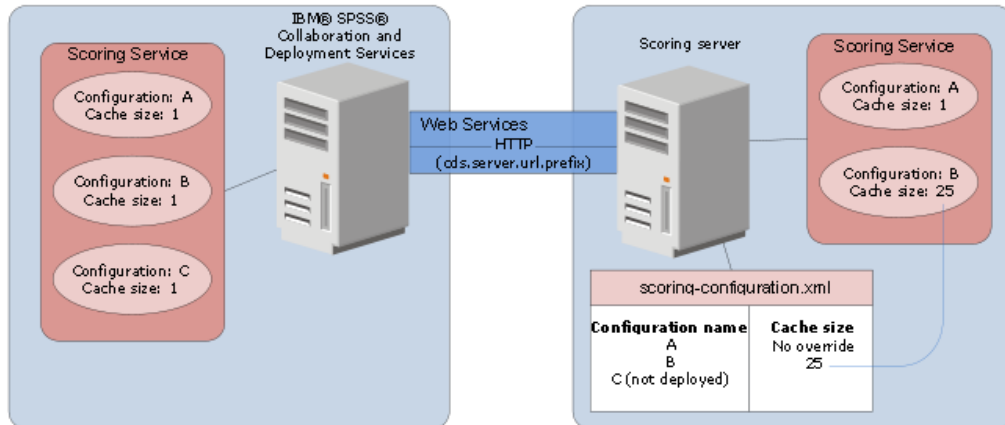 IBM® SPSS®
Collaboration and
Deployment Services
Scoring Service
Configuration: A
Cache size: 1
Configuration: B
Cache size: 1
Configuration: C
Cache size: 1
Web Services
HTTP
(cds.server.url.prefix)
Scoring server
Scoring Service
Configuration: A
Cache size: 1
Configuration: B
Cache size: 25
scoring-configuration.xml
Configuration name
A
B
C (not deployed)
Cache size
No override
25